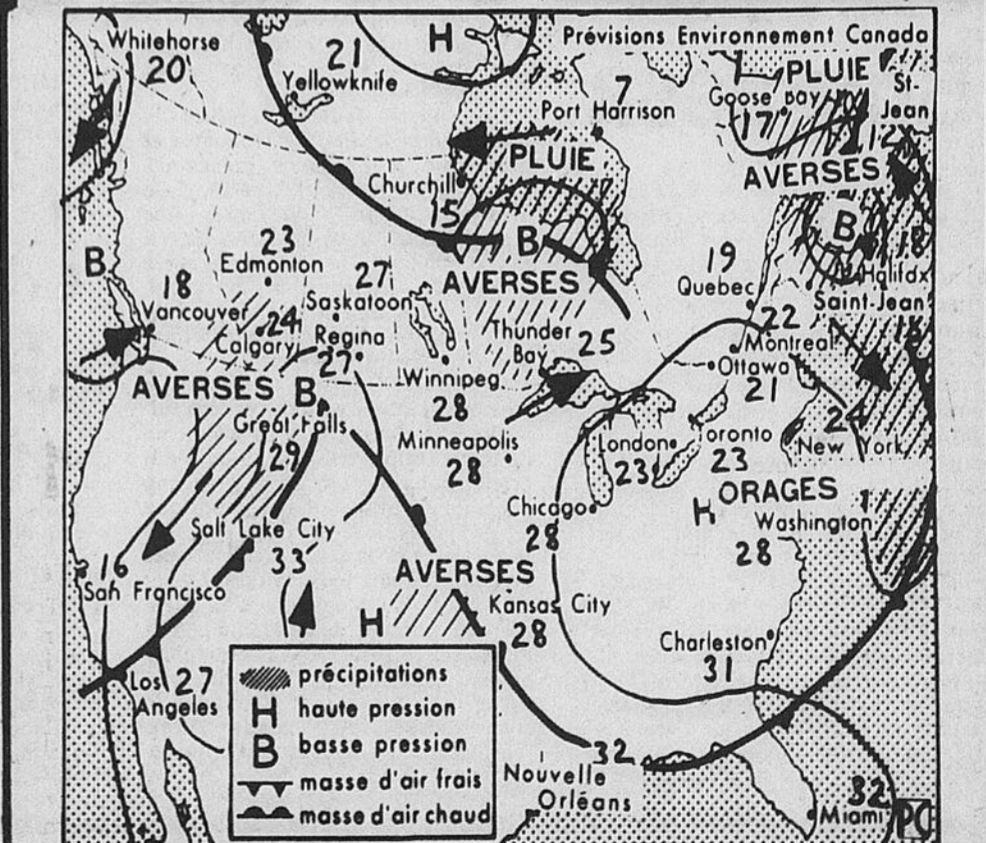 Prévisions Environnement Canada
Whitehorse
20
21
Yellowknife
H
7
Port Harrison
PLUIE
Goose Bay
17
St-
Jean
12
AVERSES
PLUIE
Churchill
15
B
AVERSES
B
18
Halifax
B
23
Edmonton
18
Vancouver
24
Calgary
27
Saskatoon
Regina
27
19
Quebec
Saint-Jean
22
Montreal
Thunder
Bay
25
Ottawa
21
Winnipeg
28
AVERSES
B
Great Falls
29
Minneapolis
28
London
23
Toronto
23
24
New York
H
ORAGES
Chicago
28
Washington
28
Salt Lake City
33
16
San Francisco
AVERSES
H
Kansas City
28
Charleston
31
Los
Angeles
27
précipitations
H haute pression
B basse pression
masse d'air frais
masse d'air chaud
32
Nouvelle
Orléans
32
Miami
PC